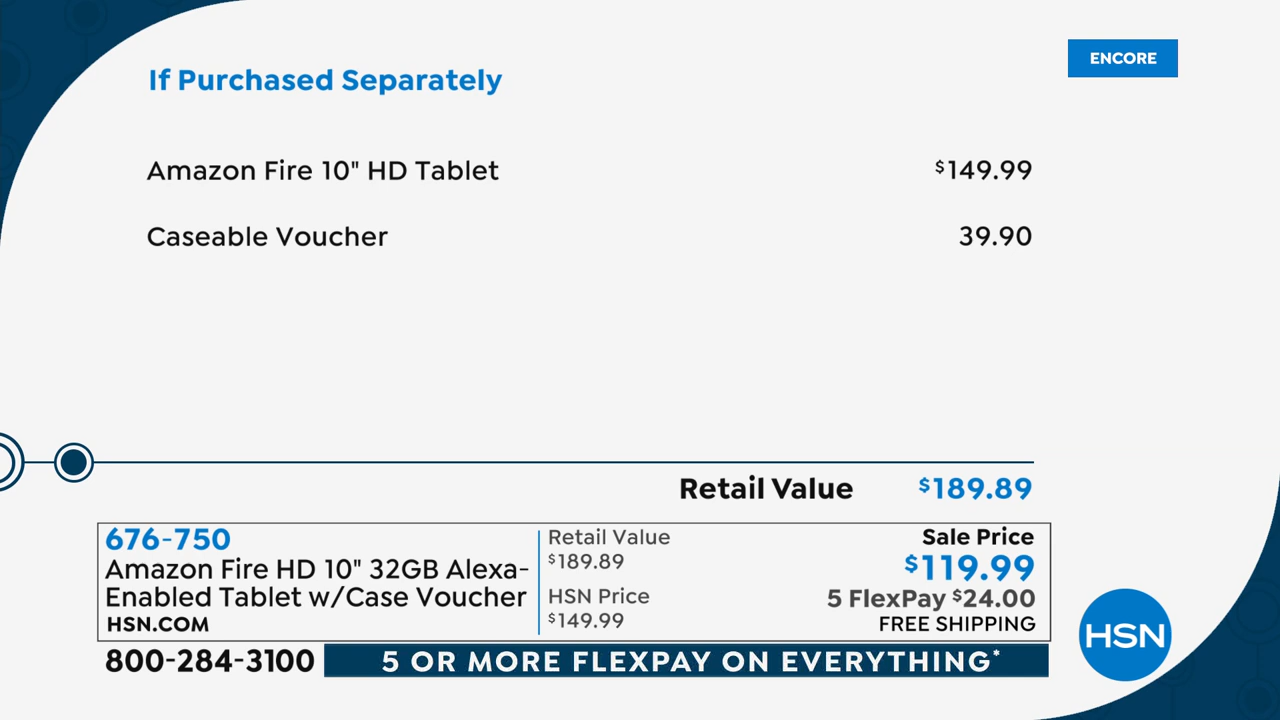 ENCORE
If Purchased Separately
Amazon Fire 10" HD Tablet $149.99
Caseable Voucher 39.90
Retail Value $189.89
676-750
Amazon Fire HD 10" 32GB Alexa-
Enabled Tablet w/Case Voucher
HSN.COM
Retail Value
$189.89
HSN Price
$149.99
Sale Price
$119.99
5 FlexPay $24.00
FREE SHIPPING
HSN
800-284-3100 5 OR MORE FLEXPAY ON EVERYTHING*